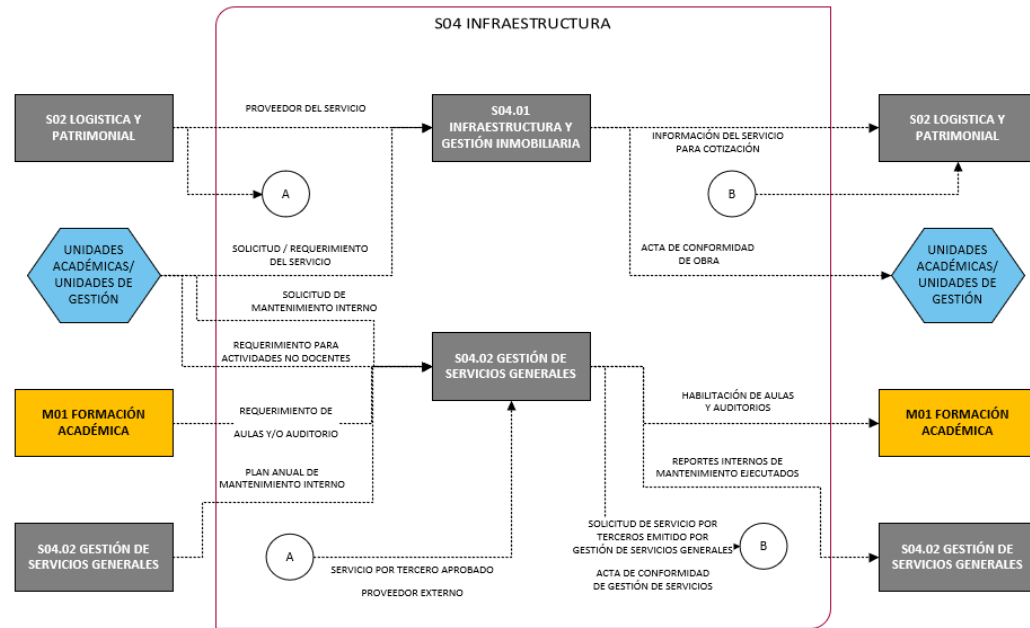 S04 INFRAESTRUCTURA
S02 LOGISTICA Y
PATRIMONIAL
PROVEEDOR DEL SERVICIO
S04.01
INFRAESTRUCTURA Y
GESTIÓN INMOBILIARIA
INFORMACIÓN DEL SERVICIO
PARA COTIZACIÓN
S02 LOGISTICA Y
PATRIMONIAL
A
B
UNIDADES
ACADÉMICAS/
UNIDADES DE
GESTIÓN
SOLICITUD / REQUERIMIENTO
DEL SERVICIO
ACTA DE CONFORMIDAD
DE OBRA
UNIDADES
ACADÉMICAS/
UNIDADES DE
GESTIÓN
SOLICITUD DE
MANTENIMIENTO INTERNO
REQUERIMIENTO PARA
ACTIVIDADES NO DOCENTES
S04.02 GESTIÓN DE
SERVICIOS GENERALES
M01 FORMACIÓN
ACADÉMICA
REQUERIMIENTO DE
AULAS Y/O AUDITORIO
HABILITACIÓN DE AULAS
Y AUDITORIOS
M01 FORMACIÓN
ACADÉMICA
PLAN ANUAL DE
MANTENIMIENTO INTERNO
REPORTES INTERNOS DE
MANTENIMIENTO EJECUTADOS
S04.02 GESTIÓN DE
SERVICIOS GENERALES
A
SERVICIO POR TERCERO APROBADO
PROVEEDOR EXTERNO
SOLICITUD DE SERVICIO POR
TERCEROS EMITIDO POR
GESTIÓN DE SERVICIOS GENERALES
B
ACTA DE CONFORMIDAD
DE GESTIÓN DE SERVICIOS
S04.02 GESTIÓN DE
SERVICIOS GENERALES